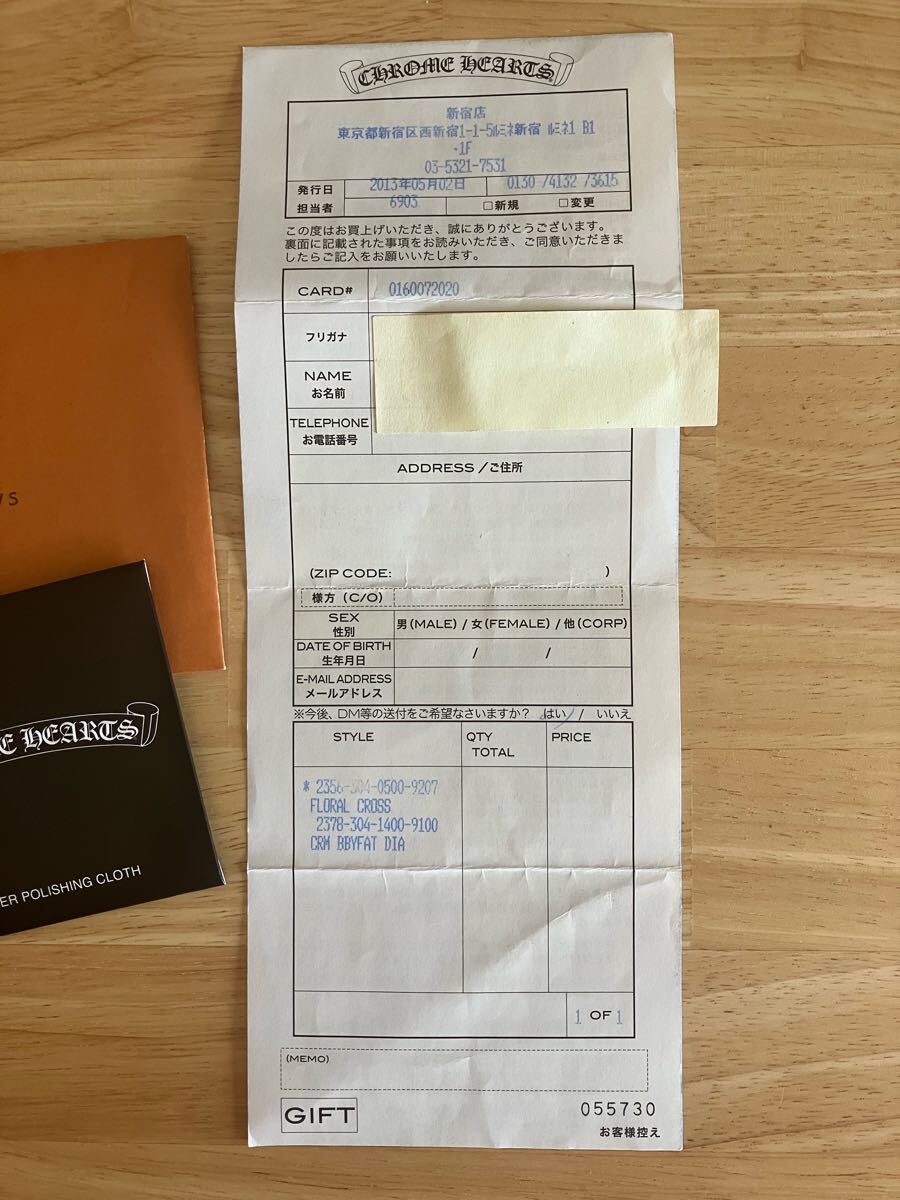 CHROME HEARTS
新宿店
東京都新宿区西新宿1-1-5ﾙﾐﾈ新宿 ﾙﾐﾈ1 B1
・1F
03-5321-7531
発行日 2013年05月02日 0130 /4132 /3615
担当者 6903 □新規 □変更
この度はお買上げいただき、誠にありがとうございます。
裏面に記載された事項をお読みいただき、ご同意いただきま
したらご記入をお願いいたします。
CARD# 0160072020
フリガナ
NAME
お名前
TELEPHONE
お電話番号
ADDRESS／ご住所
(ZIP CODE: )
様方（C/O）
SEX
性別
男(MALE) / 女(FEMALE) / 他(CORP)
DATE OF BIRTH
生年月日
/ /
E-MAIL ADDRESS
メールアドレス
※今後、DM等の送付をご希望なさいますか？ はい / いいえ
STYLE QTY TOTAL PRICE
* 2356-304-0500-9207
FLORAL CROSS
2378-304-1400-9100
CRM BBYFAT DIA
1 OF 1
(MEMO)
GIFT
055730
お客様控え
HEARTS
POLISHING CLOTH